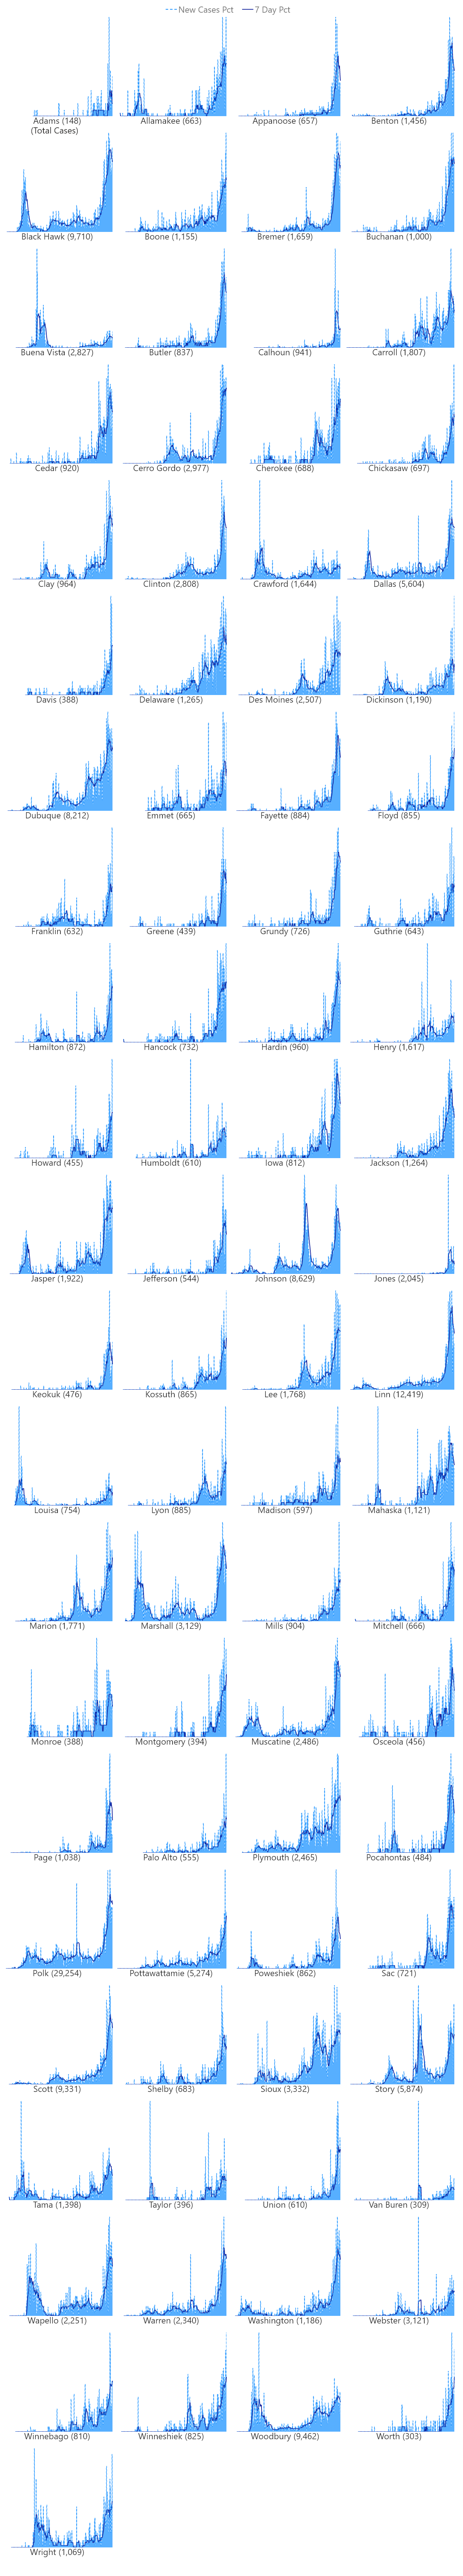 New Cases Pct 7 Day Pct
Adams (148) Allamakee (663) Appanoose (657) Benton (1,456)
(Total Cases)
Black Hawk (9,710) Boone (1,155) Bremer (1,659) Buchanan (1,000)
Buena Vista (2,827) Butler (837) Calhoun (941) Carroll (1,807)
Cedar (920) Cerro Gordo (2,977) Cherokee (688) Chickasaw (697)
Clay (964) Clinton (2,808) Crawford (1,644) Dallas (5,604)
Davis (388) Delaware (1,265) Des Moines (2,507) Dickinson (1,190)
Dubuque (8,212) Emmet (665) Fayette (884) Floyd (855)
Franklin (632) Greene (439) Grundy (726) Guthrie (643)
Hamilton (872) Hancock (732) Hardin (960) Henry (1,617)
Howard (455) Humboldt (610) Iowa (812) Jackson (1,264)
Jasper (1,922) Jefferson (544) Johnson (8,629) Jones (2,045)
Keokuk (476) Kossuth (865) Lee (1,768) Linn (12,419)
Louisa (754) Lyon (885) Madison (597) Mahaska (1,121)
Marion (1,771) Marshall (3,129) Mills (904) Mitchell (666)
Monroe (388) Montgomery (394) Muscatine (2,486) Osceola (456)
Page (1,038) Palo Alto (555) Plymouth (2,465) Pocahontas (484)
Polk (29,254) Pottawattamie (5,274) Poweshiek (862) Sac (721)
Scott (9,331) Shelby (683) Sioux (3,332) Story (5,874)
Tama (1,398) Taylor (396) Union (610) Van Buren (309)
Wapello (2,251) Warren (2,340) Washington (1,186) Webster (3,121)
Winnebago (810) Winneshiek (825) Woodbury (9,462) Worth (303)
Wright (1,069)